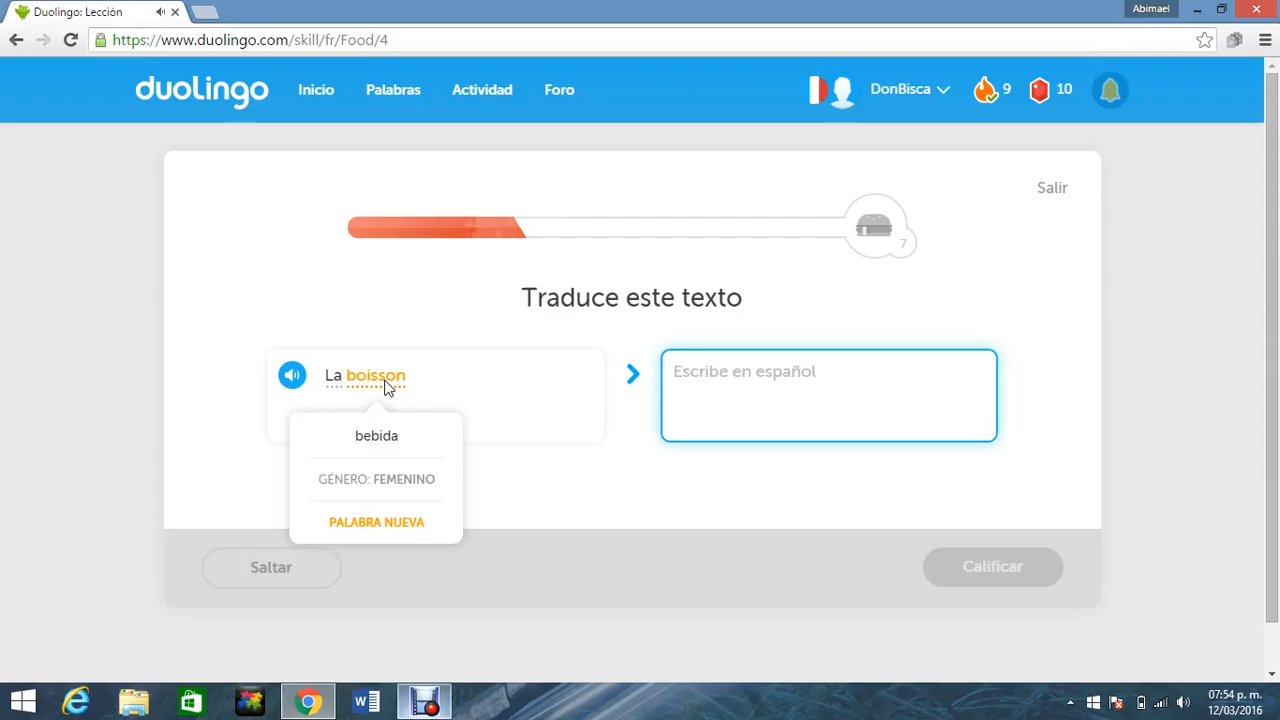 Duolingo: Lección
Abimael
https://www.duolingo.com/skill/fr/Food/4
duolingo
Inicio
Palabras
Actividad
Foro
DonBisca
9
10
Salir
7
Traduce este texto
La boisson
Escribe en español
bebida
GÉNERO: FEMENINO
PALABRA NUEVA
Saltar
Calificar
07:54 p. m.
12/03/2016